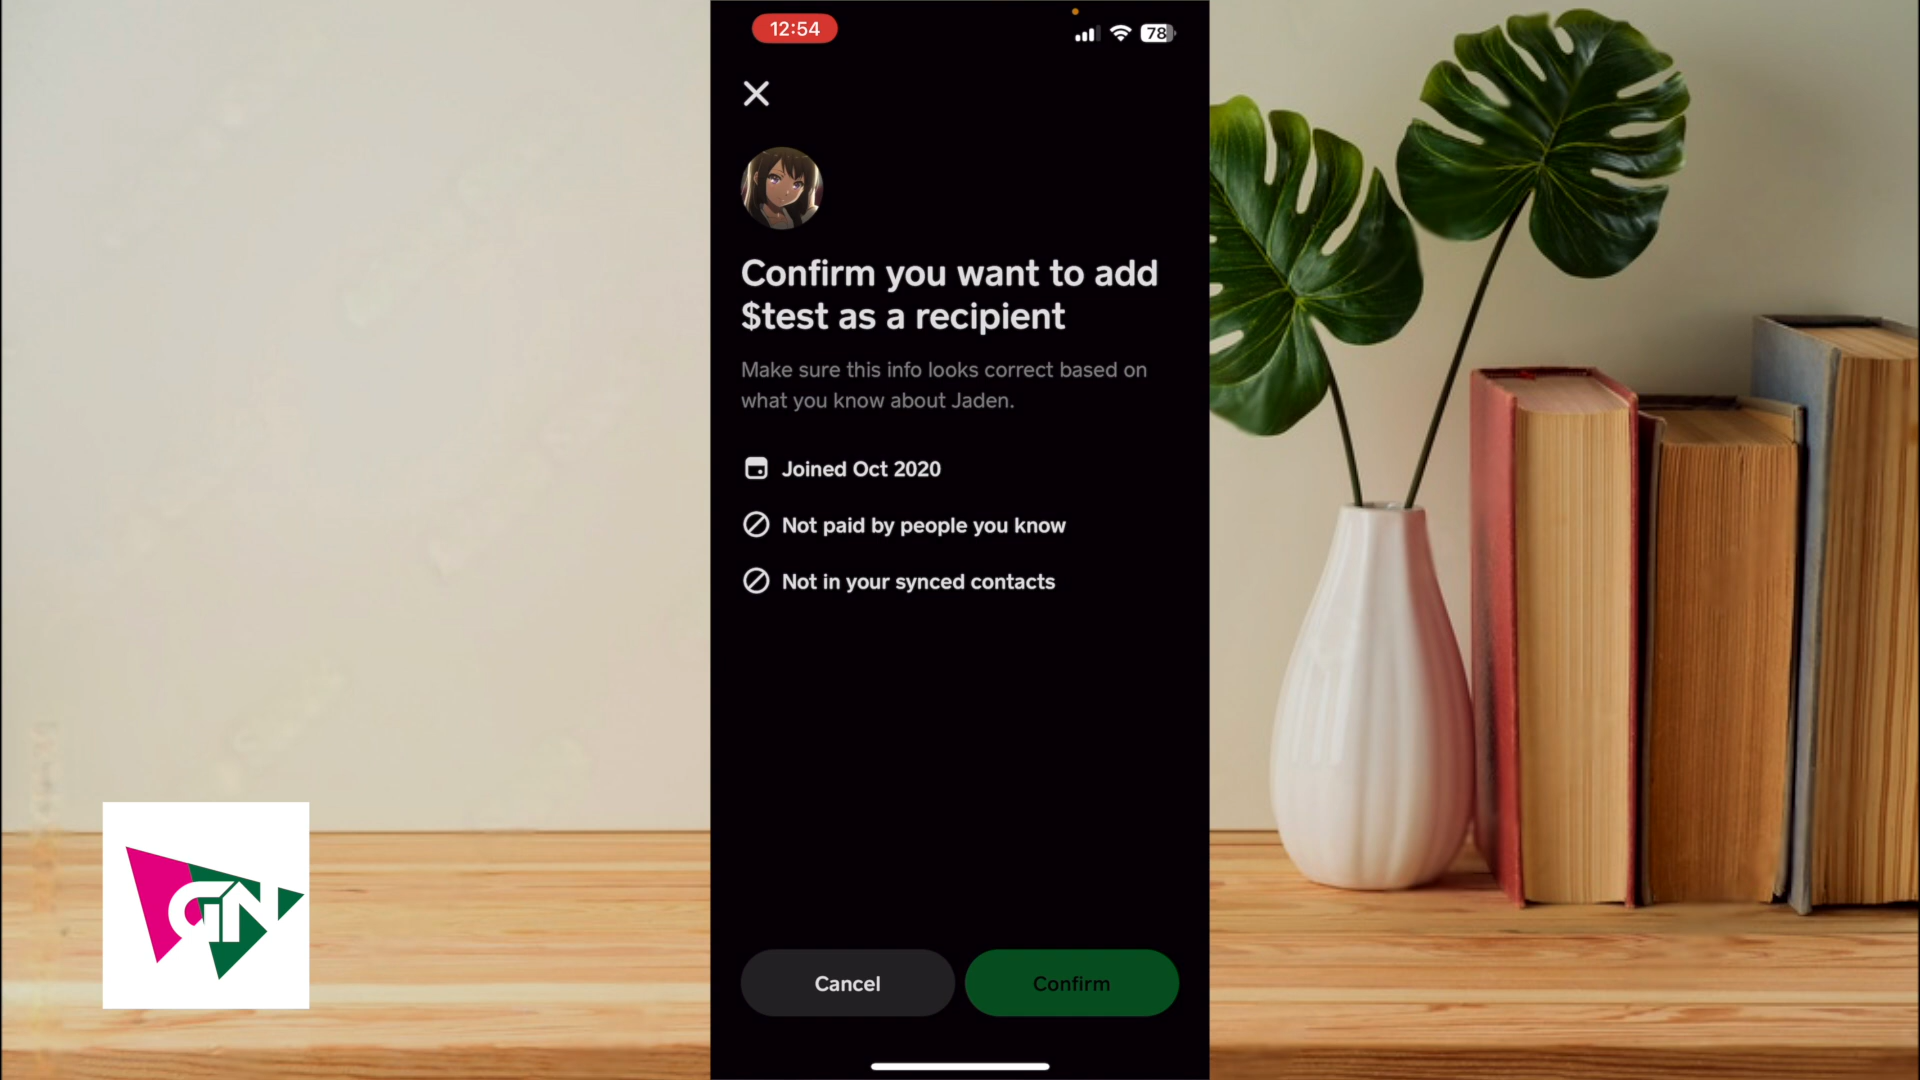 12:54
78
Confirm you want to add
$test as a recipient
Make sure this info looks correct based on
what you know about Jaden.
Joined Oct 2020
Not paid by people you know
Not in your synced contacts
GiN
Cancel
Confirm